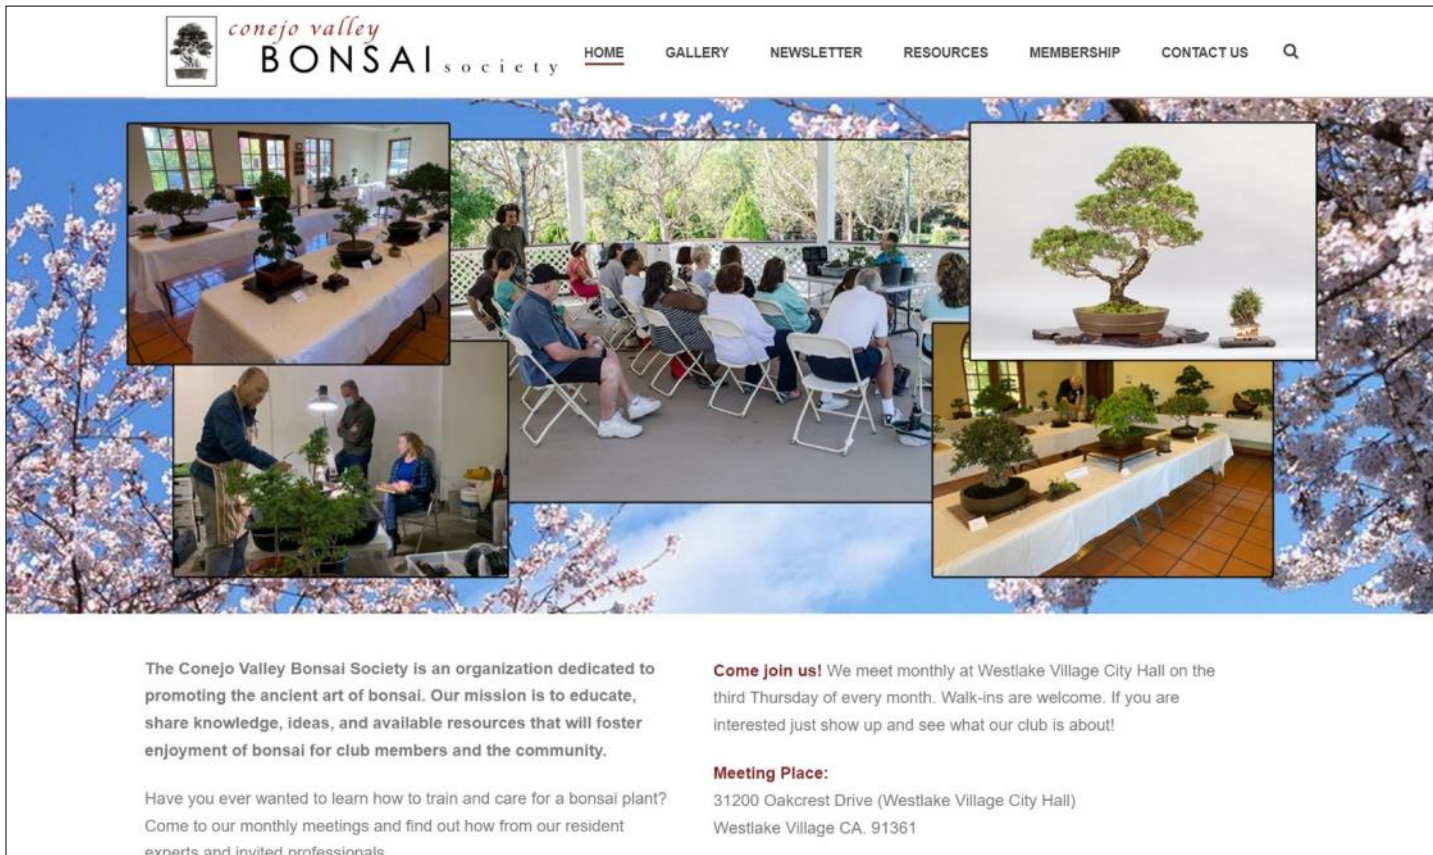 conejo valley
BONSAI society
HOME GALLERY NEWSLETTER RESOURCES MEMBERSHIP CONTACT US
The Conejo Valley Bonsai Society is an organization dedicated to
promoting the ancient art of bonsai. Our mission is to educate,
share knowledge, ideas, and available resources that will foster
enjoyment of bonsai for club members and the community.
Have you ever wanted to learn how to train and care for a bonsai plant?
Come to our monthly meetings and find out how from our resident
experts and invited professionals.
Come join us! We meet monthly at Westlake Village City Hall on the
third Thursday of every month. Walk-ins are welcome. If you are
interested just show up and see what our club is about!
Meeting Place:
31200 Oakcrest Drive (Westlake Village City Hall)
Westlake Village CA. 91361